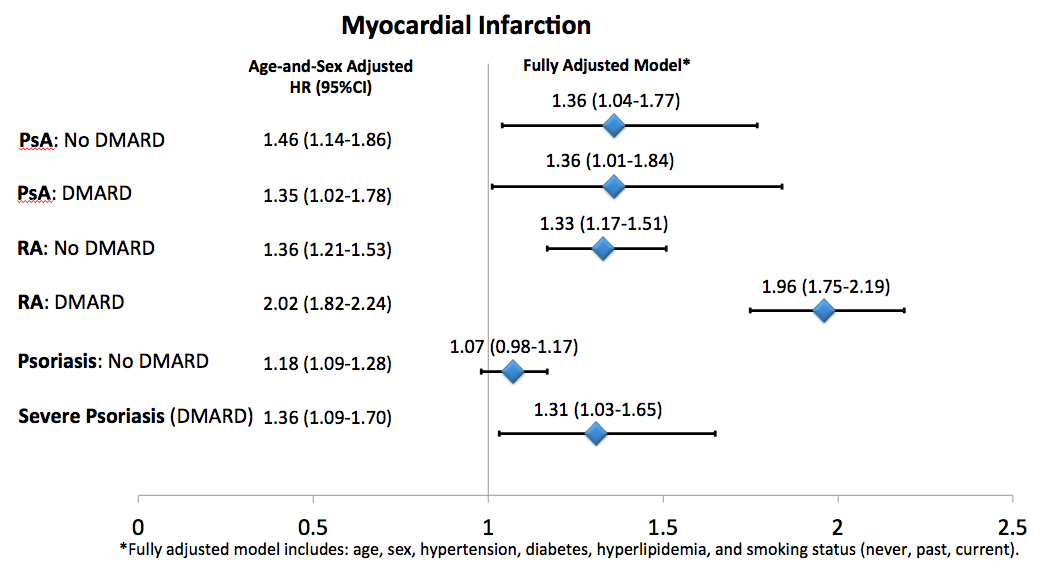 Myocardial Infarction
Age-and-Sex Adjusted
HR (95%CI)
Fully Adjusted Model*
PsA: No DMARD 1.46 (1.14-1.86) 1.36 (1.04-1.77)
PsA: DMARD 1.35 (1.02-1.78) 1.36 (1.01-1.84)
RA: No DMARD 1.36 (1.21-1.53) 1.33 (1.17-1.51)
RA: DMARD 2.02 (1.82-2.24) 1.96 (1.75-2.19)
Psoriasis: No DMARD 1.18 (1.09-1.28) 1.07 (0.98-1.17)
Severe Psoriasis (DMARD) 1.36 (1.09-1.70) 1.31 (1.03-1.65)
0 0.5 1 1.5 2 2.5
*Fully adjusted model includes: age, sex, hypertension, diabetes, hyperlipidemia, and smoking status (never, past, current).